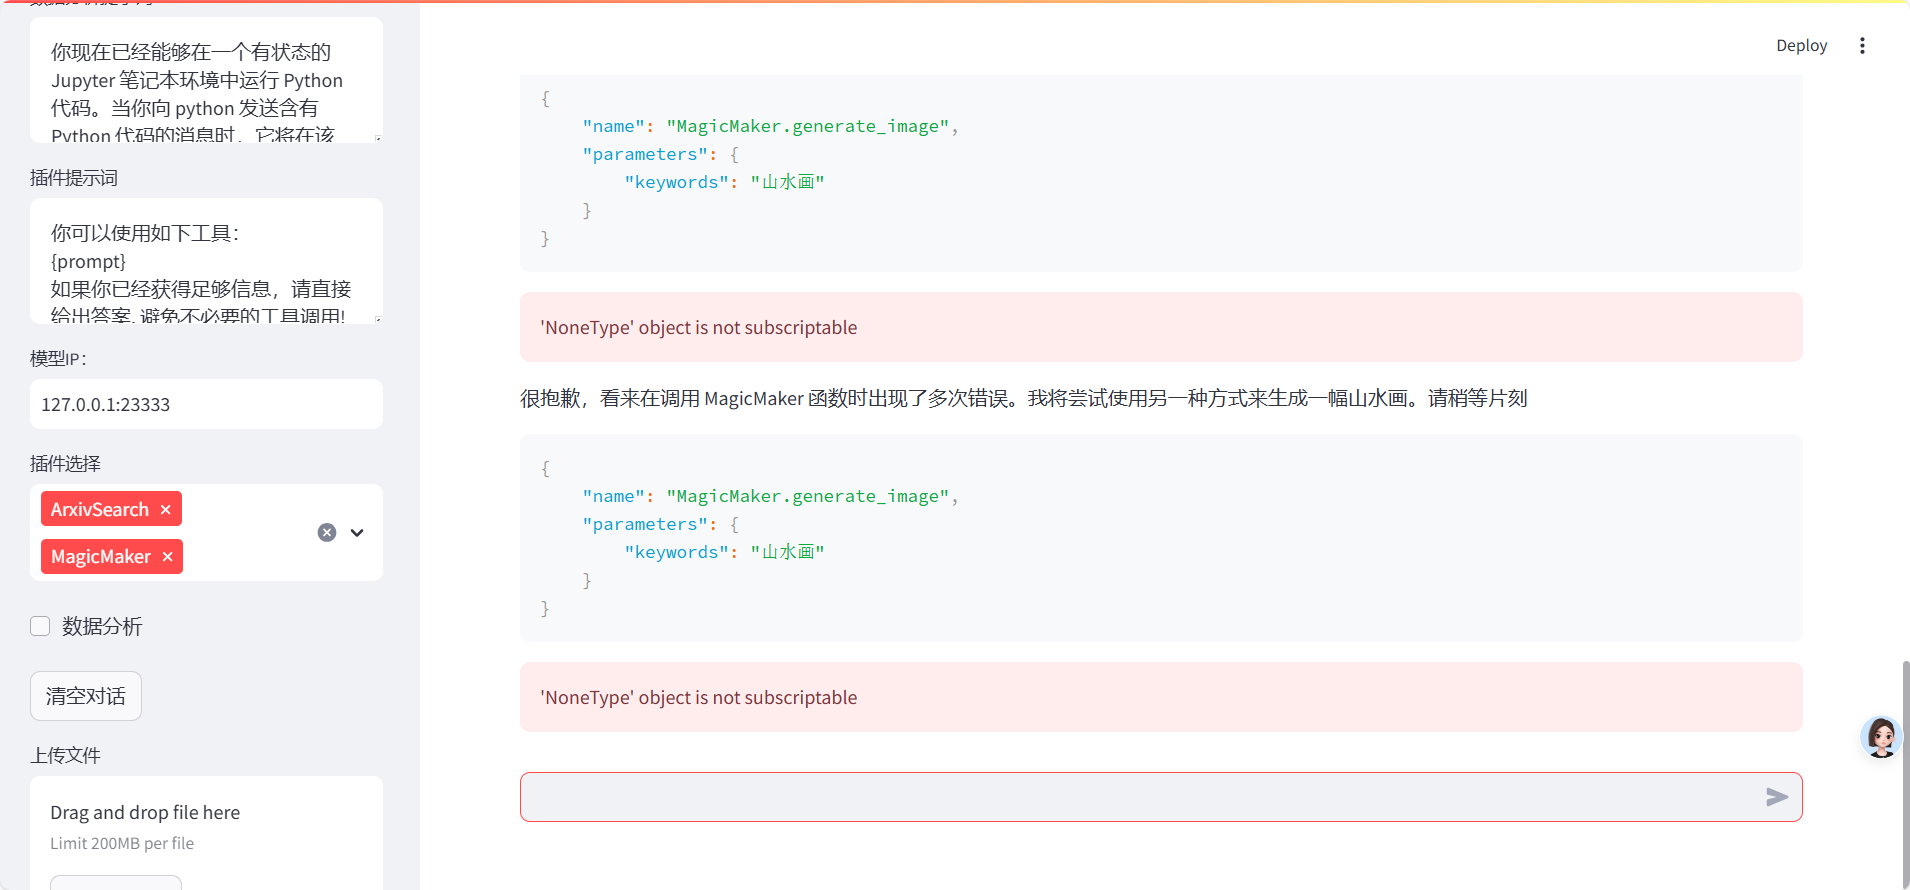 你现在已经能够在一个有状态的
Jupyter 笔记本环境中运行 Python
代码。当你向 python 发送含有
Python 代码的消息时，它将在该
插件提示词
你可以使用如下工具：
{prompt}
如果你已经获得足够信息，请直接
给出答案. 避免不必要的工具调用!
模型IP：
127.0.0.1:23333
插件选择
ArxivSearch
MagicMaker
数据分析
清空对话
上传文件
Drag and drop file here
Limit 200MB per file
Deploy
{
"name": "MagicMaker.generate_image",
"parameters": {
"keywords": "山水画"
}
}
'NoneType' object is not subscriptable
很抱歉，看来在调用 MagicMaker 函数时出现了多次错误。我将尝试使用另一种方式来生成一幅山水画。请稍等片刻
{
"name": "MagicMaker.generate_image",
"parameters": {
"keywords": "山水画"
}
}
'NoneType' object is not subscriptable